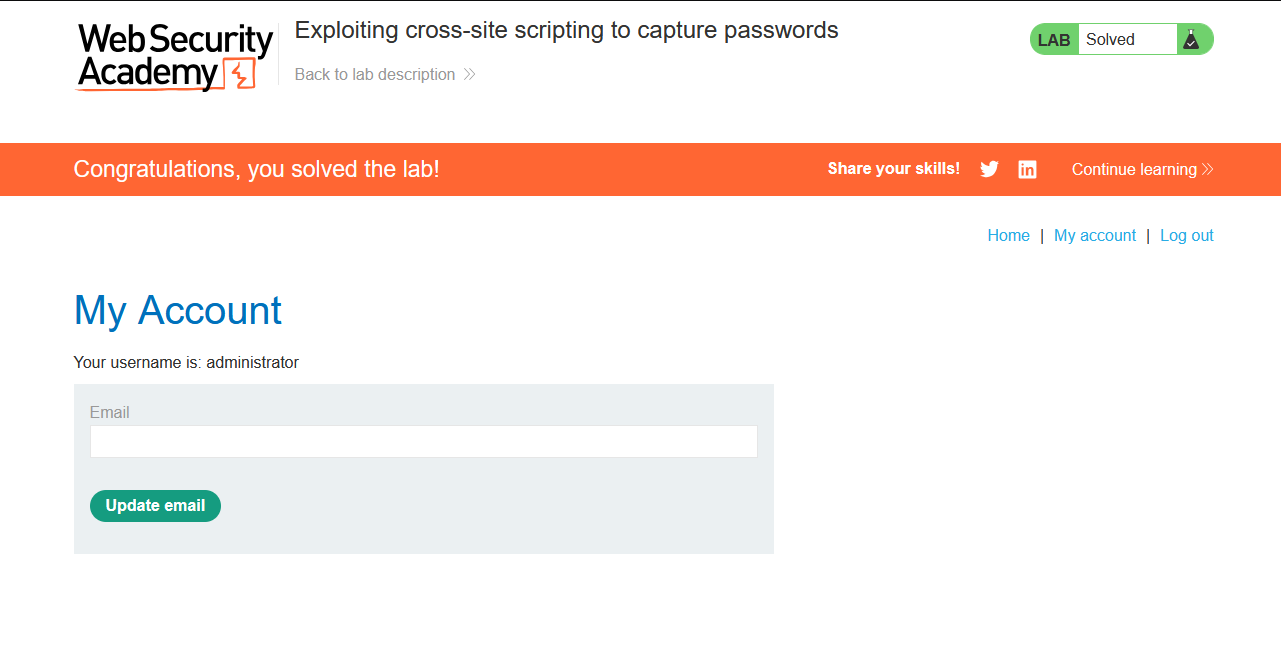 Web Security
Academy
Exploiting cross-site scripting to capture passwords
Back to lab description
LAB Solved
Congratulations, you solved the lab!
Share your skills! in Continue learning
Home | My account | Log out
My Account
Your username is: administrator
Email
Update email